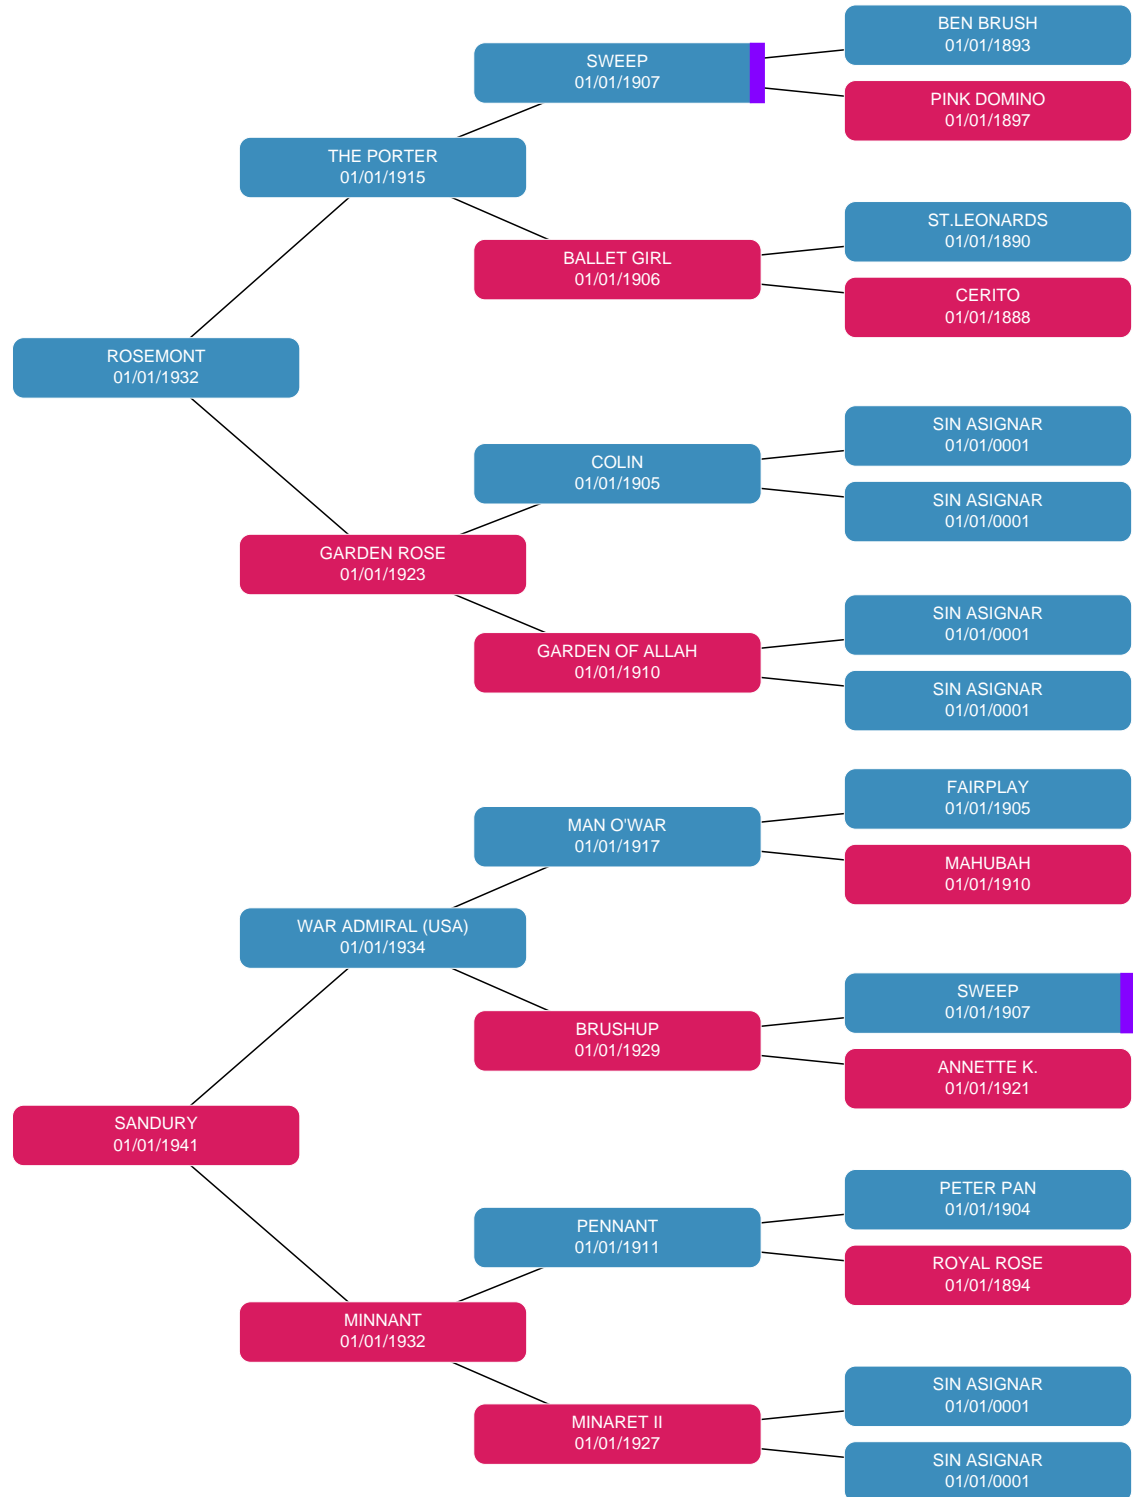 BEN BRUSH
01/01/1893
SWEEP
01/01/1907
PINK DOMINO
01/01/1897
THE PORTER
01/01/1915
ST.LEONARDS
01/01/1890
BALLET GIRL
01/01/1906
CERITO
01/01/1888
ROSEMONT
01/01/1932
SIN ASIGNAR
01/01/0001
COLIN
01/01/1905
SIN ASIGNAR
01/01/0001
GARDEN ROSE
01/01/1923
SIN ASIGNAR
01/01/0001
GARDEN OF ALLAH
01/01/1910
SIN ASIGNAR
01/01/0001
FAIRPLAY
01/01/1905
MAN O'WAR
01/01/1917
MAHUBAH
01/01/1910
WAR ADMIRAL (USA)
01/01/1934
SWEEP
01/01/1907
BRUSHUP
01/01/1929
ANNETTE K.
01/01/1921
SANDURY
01/01/1941
PETER PAN
01/01/1904
PENNANT
01/01/1911
ROYAL ROSE
01/01/1894
MINNANT
01/01/1932
SIN ASIGNAR
01/01/0001
MINARET II
01/01/1927
SIN ASIGNAR
01/01/0001